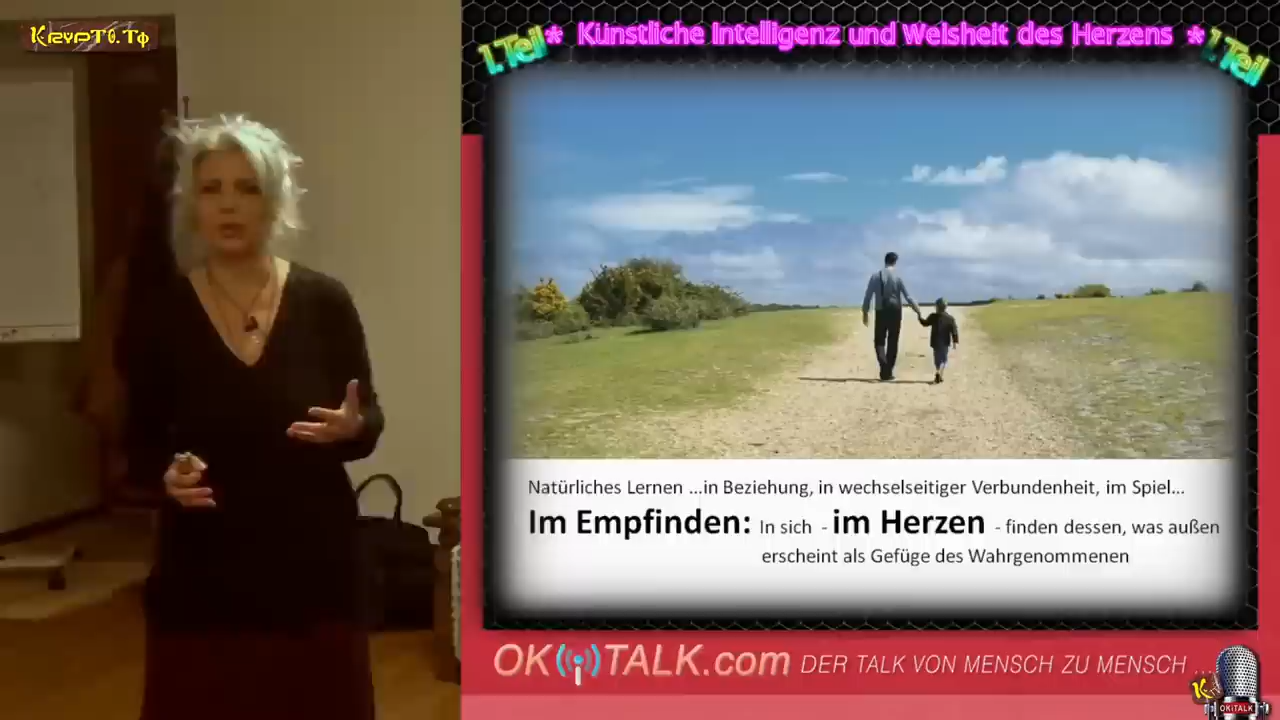 KRYPTO.TV
1.Teil * Künstliche Intelligenz und Weisheit des Herzens * 1.Teil
Natürliches Lernen ...in Beziehung, in wechselseitiger Verbundenheit, im Spiel...
Im Empfinden: In sich - im Herzen - finden dessen, was außen
erscheint als Gefüge des Wahrgenommenen
OKiTALK.com DER TALK VON MENSCH ZU MENSCH ...
OKiTALK